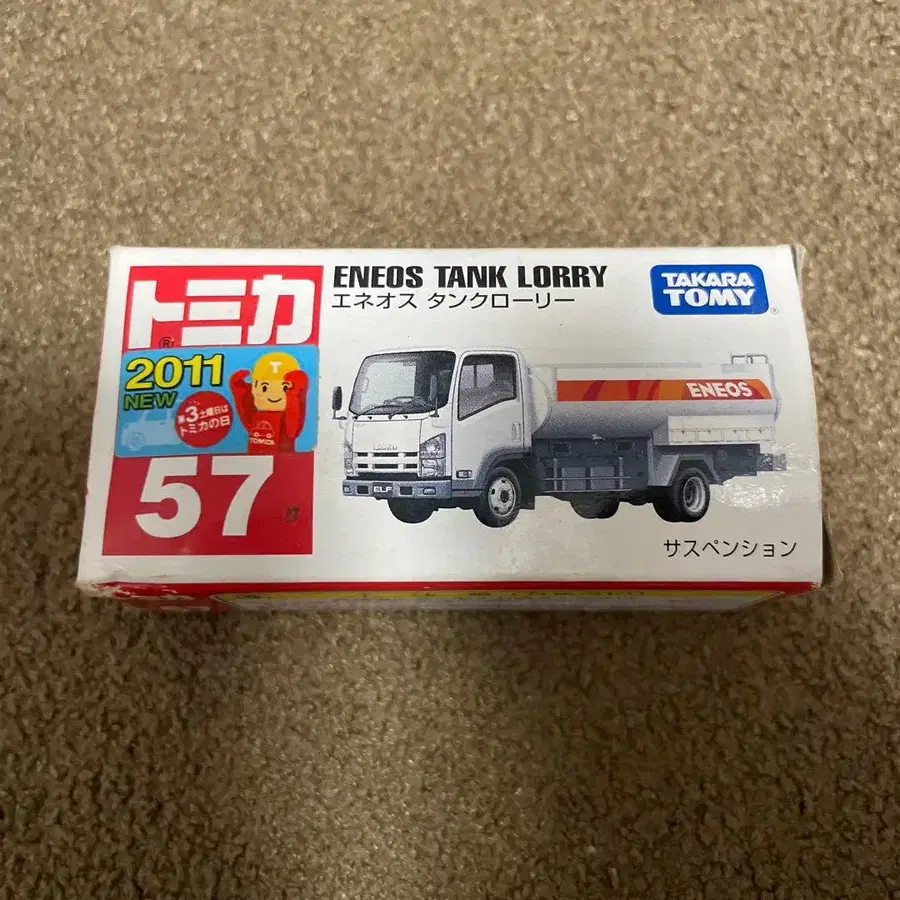 トミカ
®
2011
NEW
第3土曜日は
トミカの日
T
TOMICA
57
ENEOS TANK LORRY
エネオス タンクローリー
TAKARA
TOMY
®
ENEOS
ISUZU
ELF
サスペンション